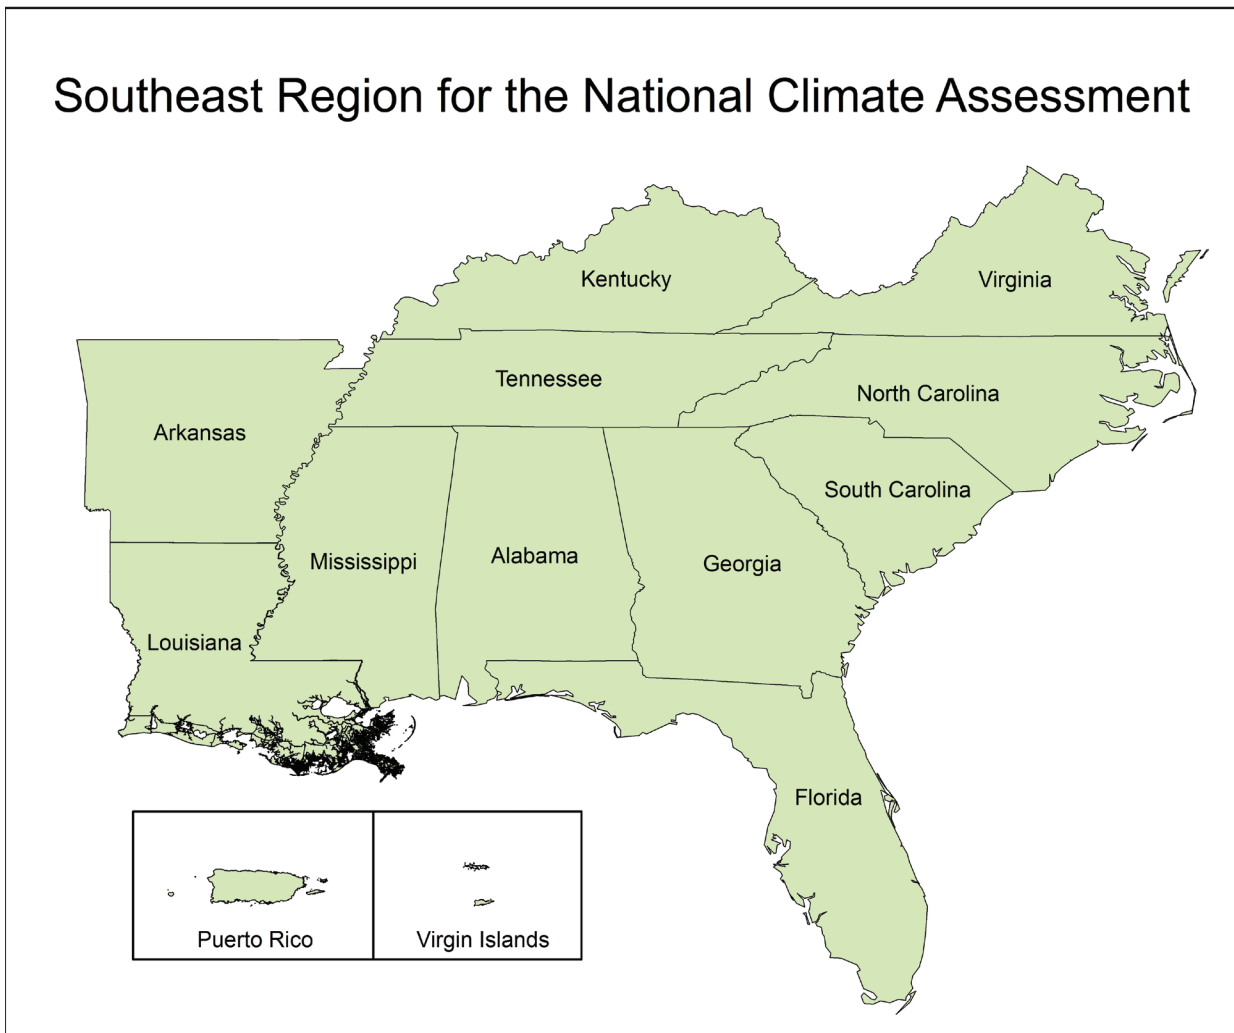 Southeast Region for the National Climate Assessment
Kentucky
Virginia
Tennessee
North Carolina
Arkansas
South Carolina
Mississippi
Alabama
Georgia
Louisiana
Florida
Puerto Rico
Virgin Islands